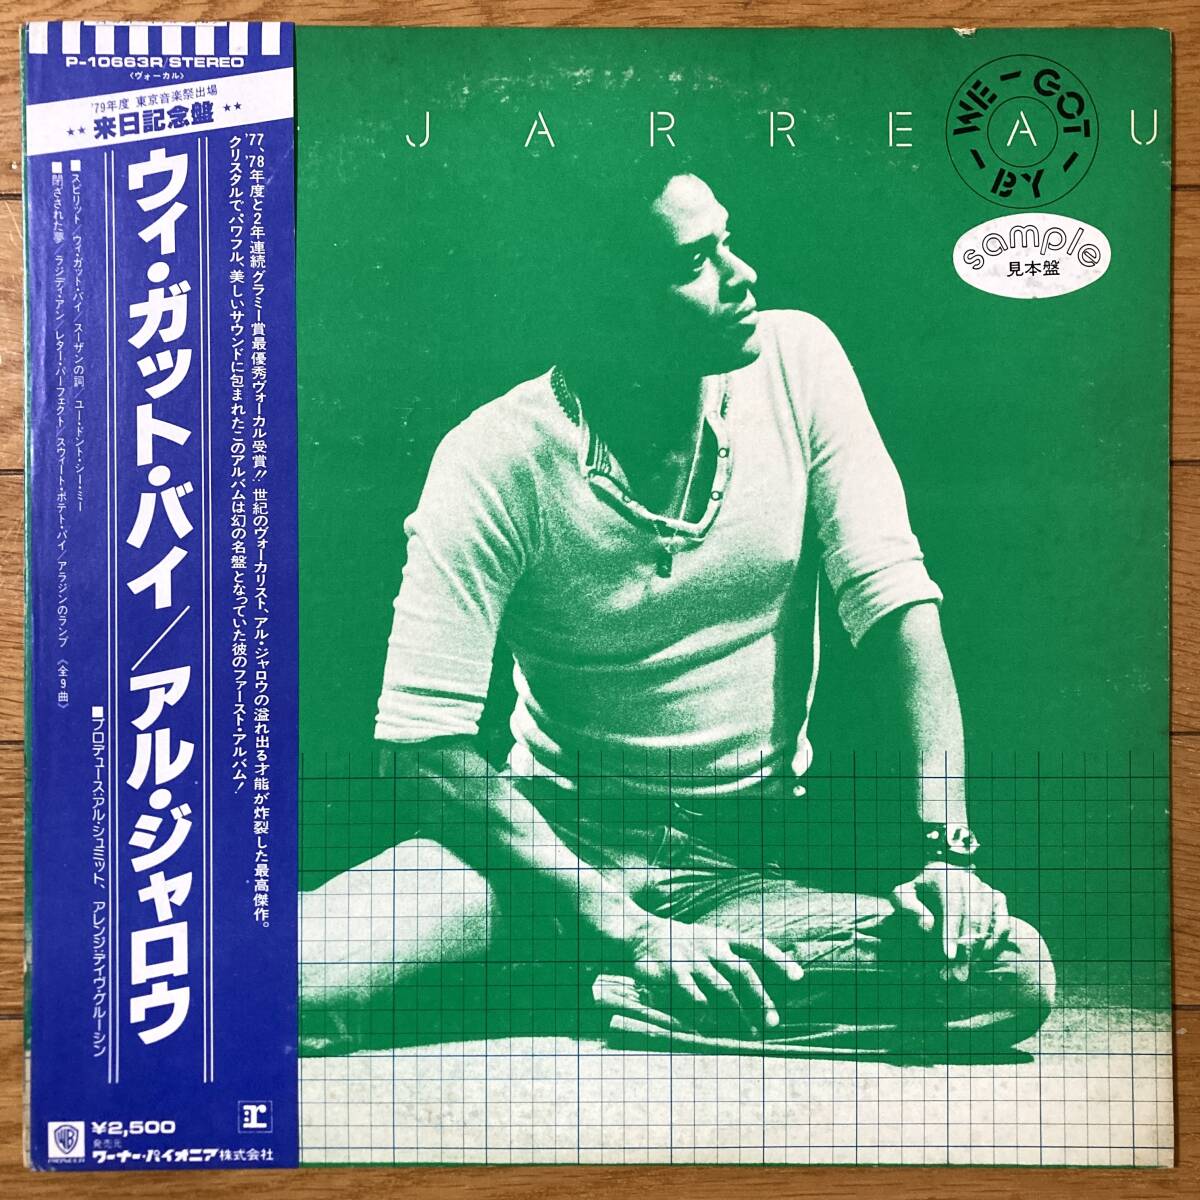 P-10663R/STEREO
〈ヴォーカル〉
'79年度 東京音楽祭出場
★★来日記念盤★★
'77、'78年度と2年連続グラミー賞最優秀ヴォーカル受賞!! 世紀のヴォーカリスト、アル・ジャロウの溢れ出る才能が炸裂した最高傑作。
クリスタルで、パワフル、美しいサウンドに包まれたこのアルバムは幻の名盤となっていた彼のファースト・アルバム!
ウィ・ガット・バイ/アル・ジャロウ
■スピリット/ウィ・ガット・バイ/スーザンの詞/ユー・ドント・シー・ミー
■閉ざされた夢/ラジディ・アン/レター・パーフェクト/スウィート・ポテト・パイ/アラジンのランプ 《全9曲》
■プロデュース:アル・シュミット、アレンジ:デイヴ・グルーシン
¥2,500
発売元
ワーナー・パイオニア株式会社
r
JARREAU
WE-GOT-BY-
sample
見本盤